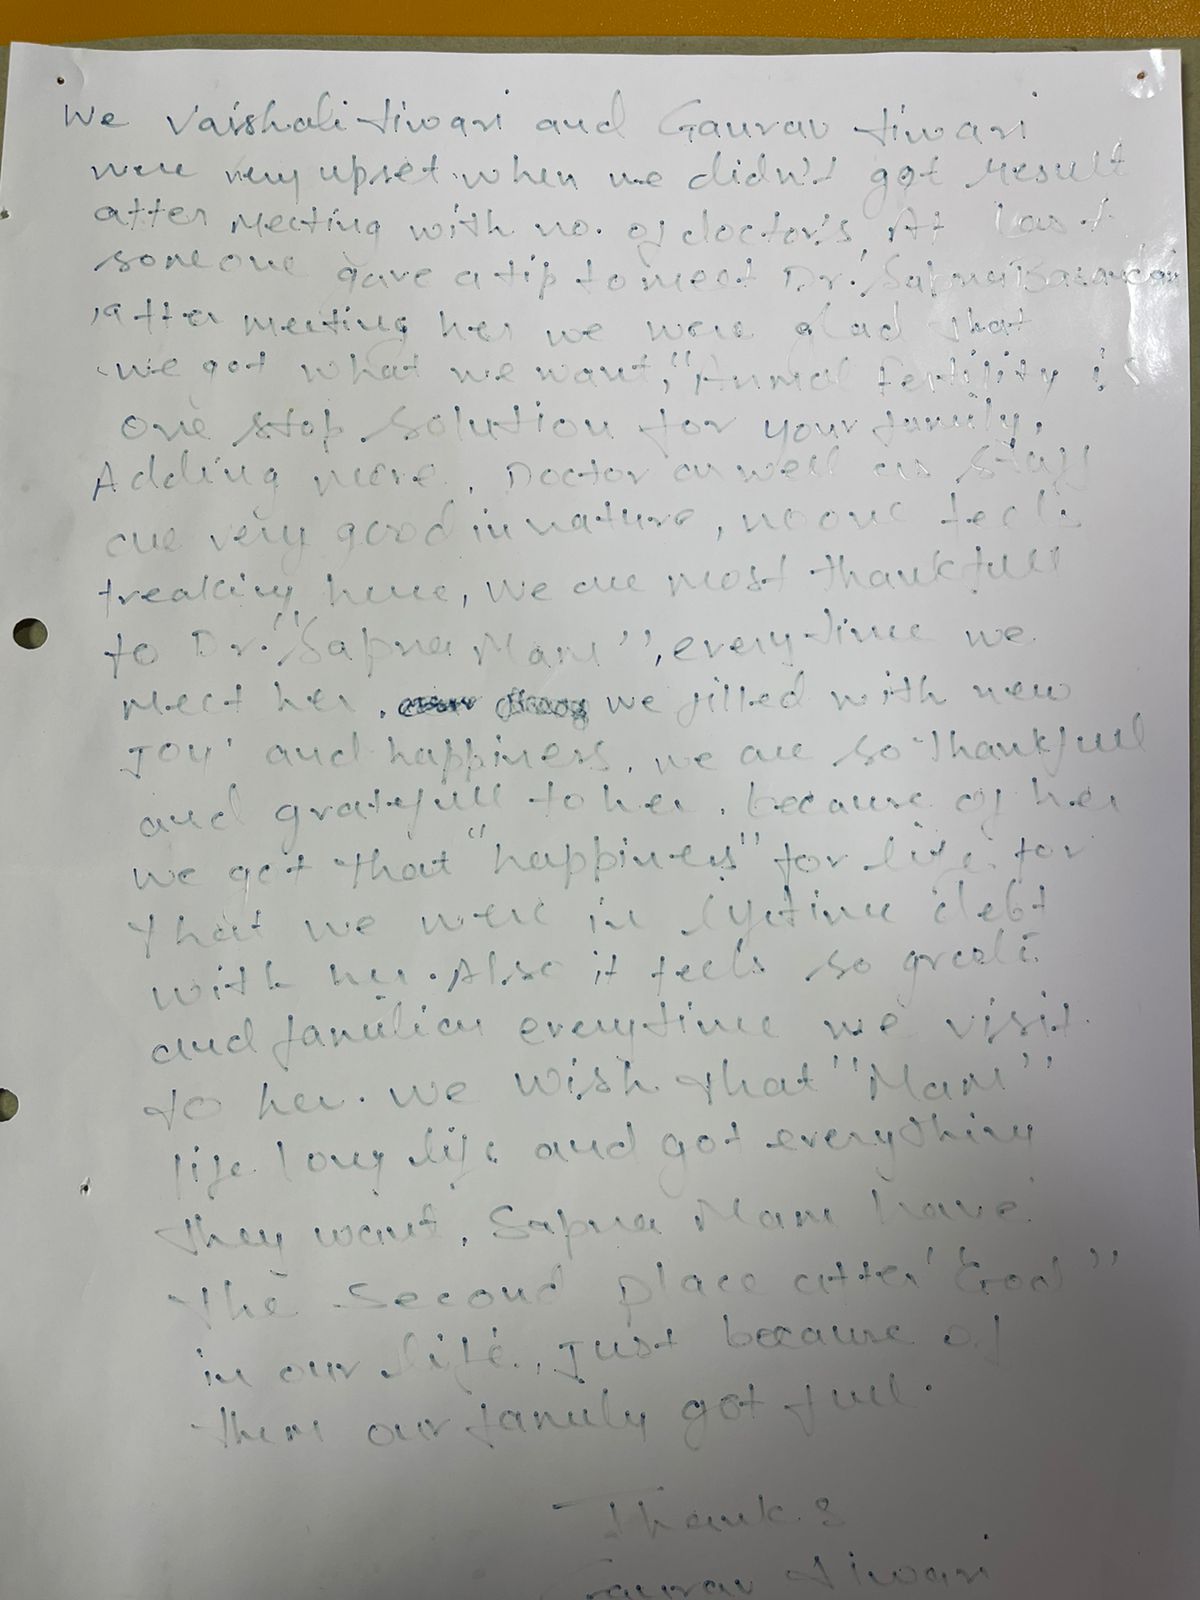 We Vaishali tiwari and Gaurav tiwari
were very upset when we didn't got result
after meeting with no. of doctor's, At last
someone gave a tip to meet Dr. Sapna
After meeting her we were glad that
we got what we want, "Anmol Fertility is
one stop solution for your family.
Adding more, Doctor as well as staff
are very good in nature, no one feels
freaking here, We are most thankfull
to Dr. "Sapna Mam", everytime we
meet her, we filled with new
Joy and happiness, we are so thankfull
and gratefull to her, because of her
we got that "happiness" for life, for
that we were in lifetime debt
with her. Also it feels so great
and familiar everytime we visit
to her. We wish that "Mam"
life long life and got everything
they want, Sapna Mam have
the second place after "God"
in our life, Just because of
them our family got full.
Thanks
Gaurav tiwari